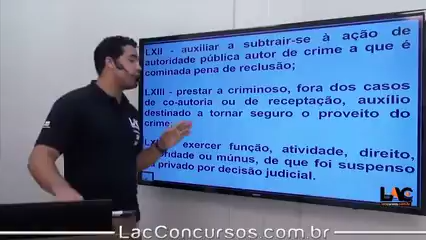 LXII - auxiliar a subtrair-se à ação de
autoridade pública autor de crime a que é
cominada pena de reclusão;
LXIII - prestar a criminoso, fora dos casos
de co-autoria ou de receptação, auxílio
destinado a tornar seguro o proveito do
crime;
exercer função, atividade, direito,
ou múnus, de que foi suspenso
privado por decisão judicial.
LAC
LacConcursos.com.br